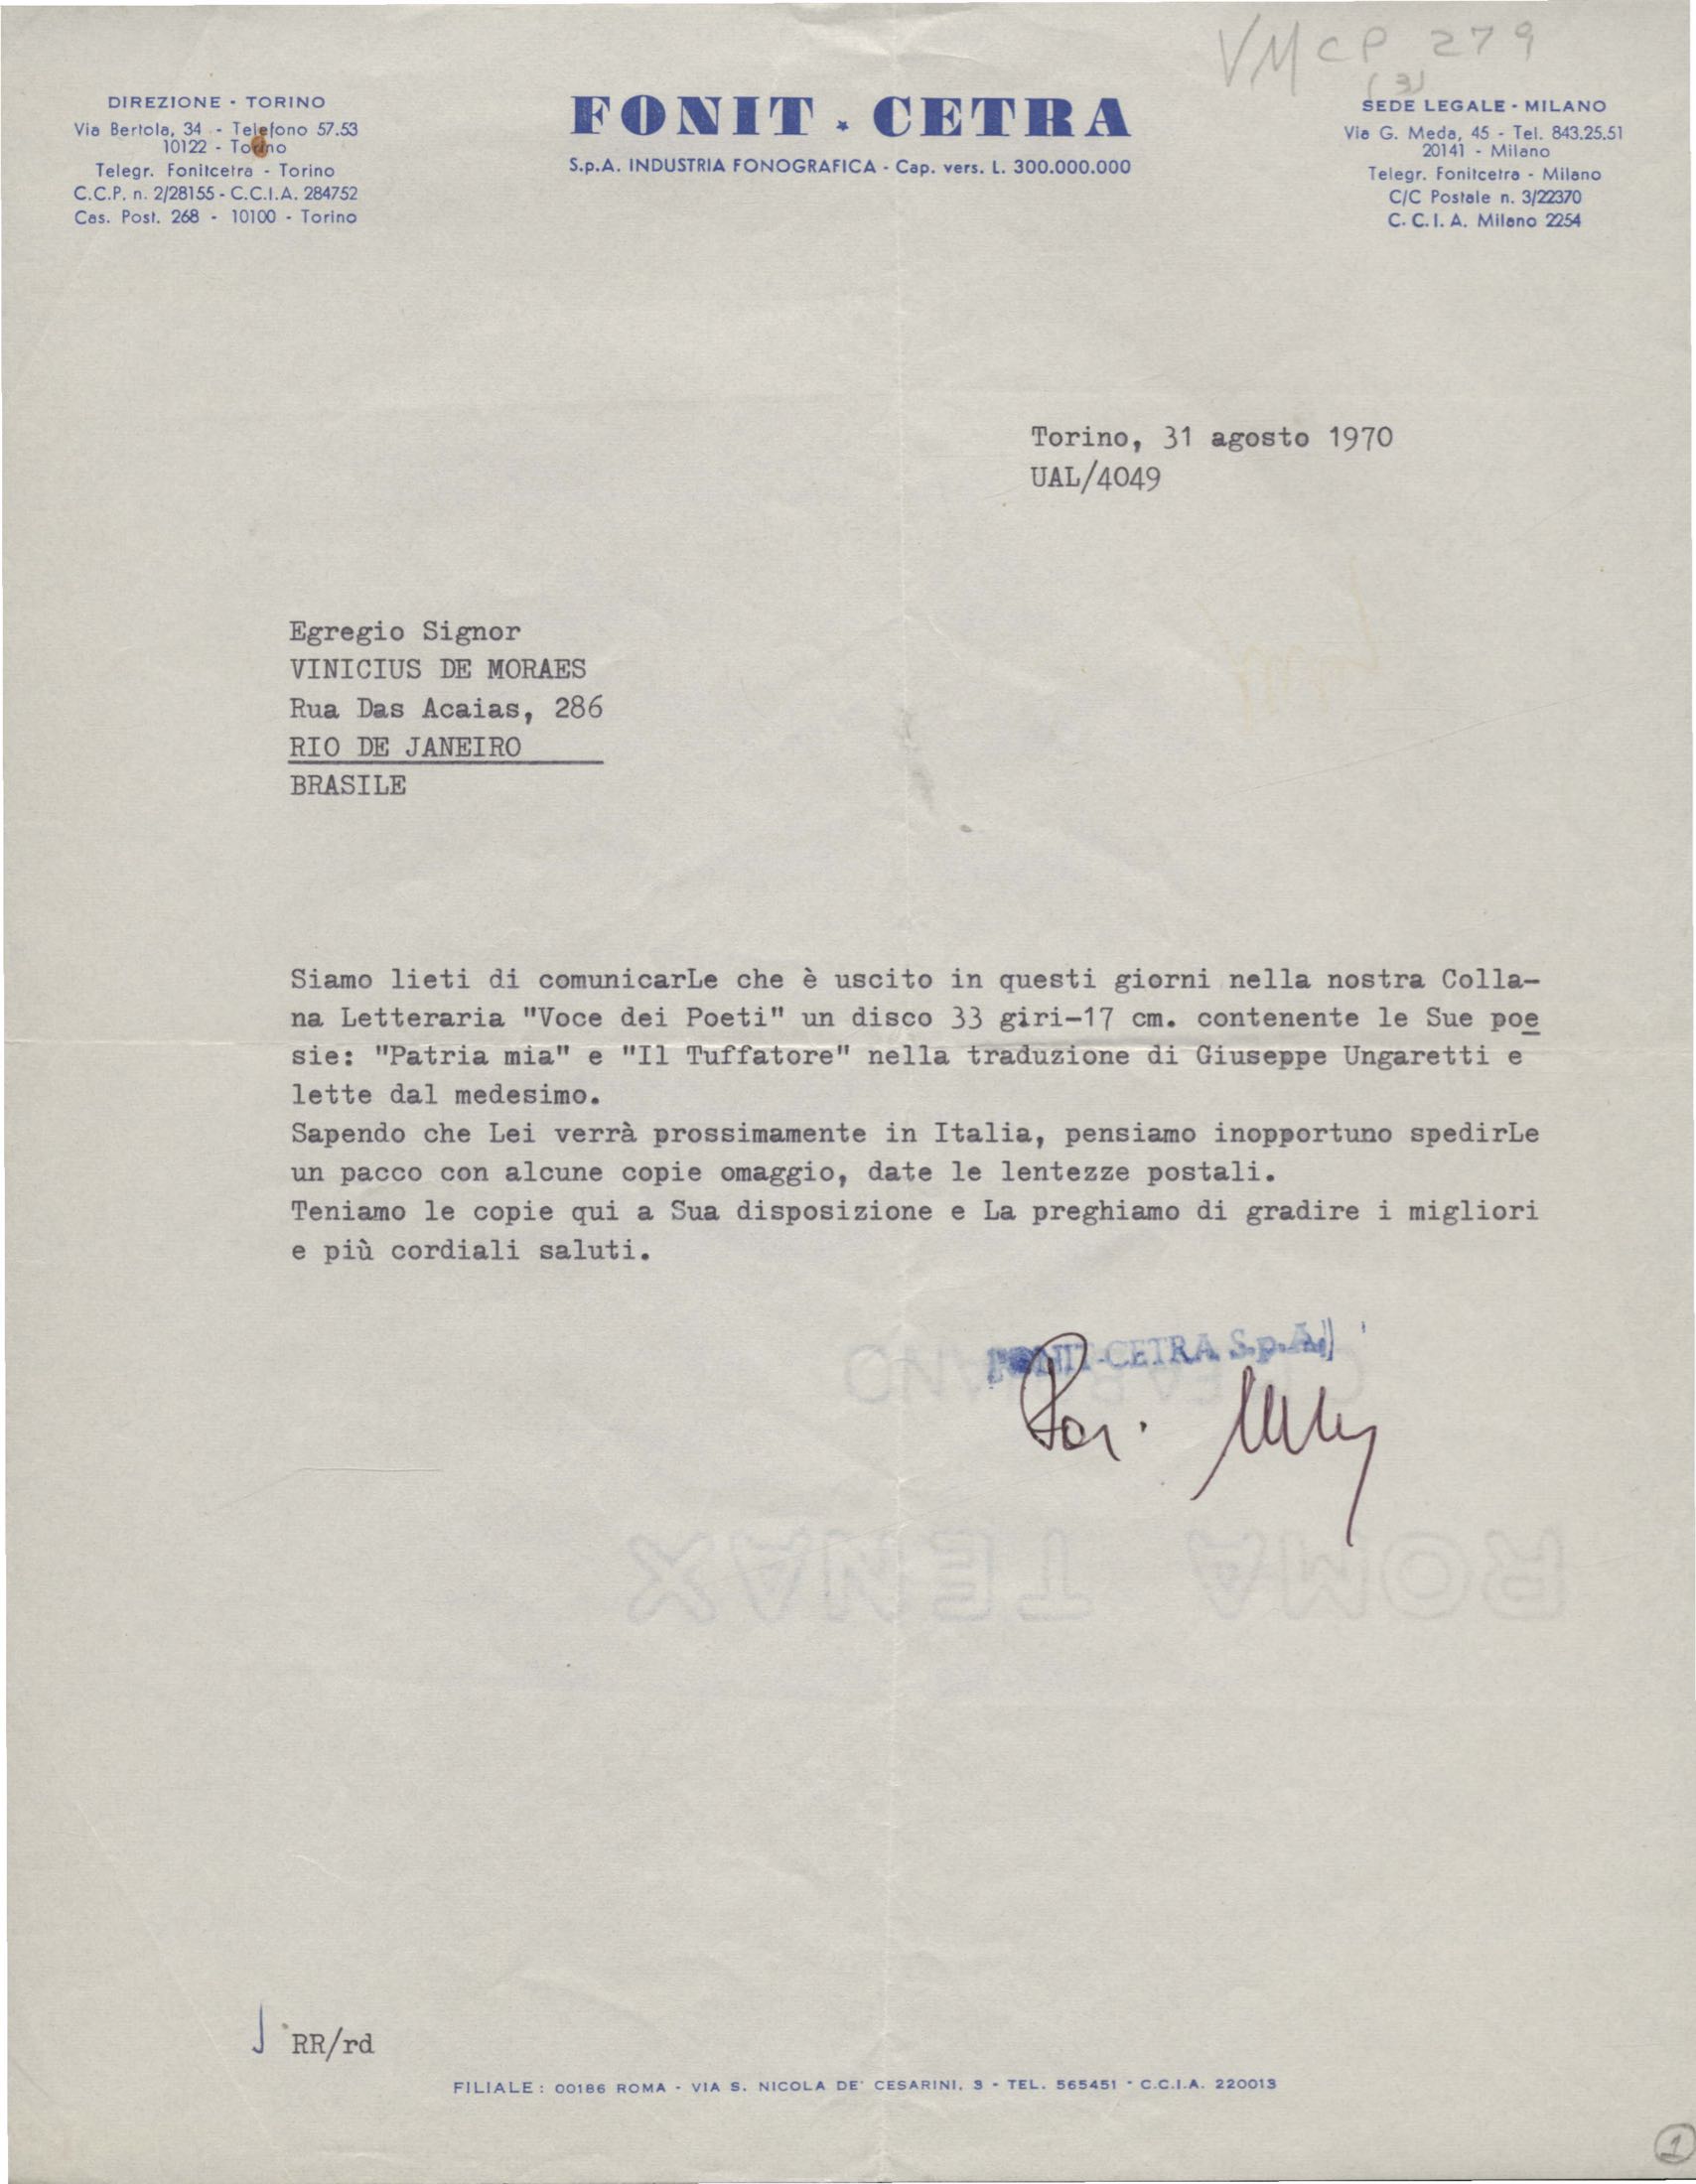 VMCP 279
(3)
DIREZIONE - TORINO
Via Bertola, 34 - Telefono 57.53
10122 - Torino
Telegr. Fonitcetra - Torino
C.C.P. n. 2/28155 - C.C.I.A. 284752
Cas. Post. 268 - 10100 - Torino
FONIT ★ CETRA
S.p.A. INDUSTRIA FONOGRAFICA - Cap. vers. L. 300.000.000
SEDE LEGALE - MILANO
Via G. Meda, 45 - Tel. 843.25.51
20141 - Milano
Telegr. Fonitcetra - Milano
C/C Postale n. 3/22370
C.C.I.A. Milano 2254
Torino, 31 agosto 1970
UAL/4049
Egregio Signor
VINICIUS DE MORAES
Rua Das Acaias, 286
RIO DE JANEIRO
BRASILE
Siamo lieti di comunicarLe che è uscito in questi giorni nella nostra Colla-
na Letteraria "Voce dei Poeti" un disco 33 giri-17 cm. contenente le Sue poe
sie: "Patria mia" e "Il Tuffatore" nella traduzione di Giuseppe Ungaretti e
lette dal medesimo.
Sapendo che Lei verrà prossimamente in Italia, pensiamo inopportuno spedirLe
un pacco con alcune copie omaggio, date le lentezze postali.
Teniamo le copie qui a Sua disposizione e La preghiamo di gradire i migliori
e più cordiali saluti.
FONIT-CETRA S.p.A.
ROMA TENAX
RR/rd
FILIALE: 00186 ROMA - VIA S. NICOLA DE' CESARINI, 3 - TEL. 565451 - C.C.I.A. 220013
1